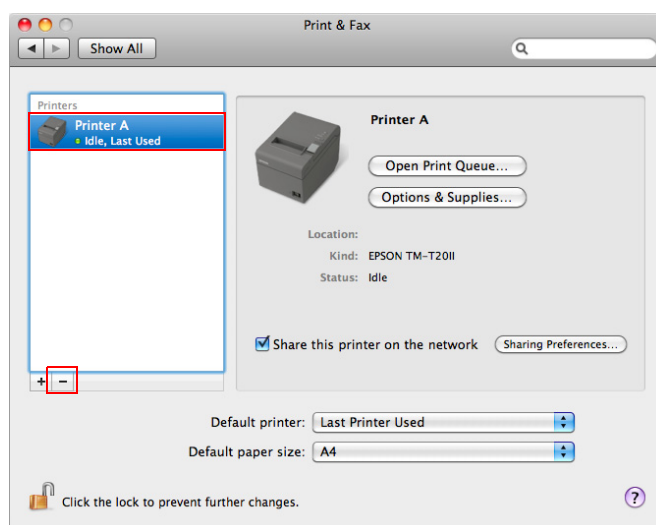 Print & Fax
Show All
Printers
Printer A
Idle, Last Used
+ −
Printer A
Open Print Queue...
Options & Supplies...
Location:
Kind: EPSON TM-T20II
Status: Idle
Share this printer on the network Sharing Preferences...
Default printer: Last Printer Used
Default paper size: A4
Click the lock to prevent further changes. ?